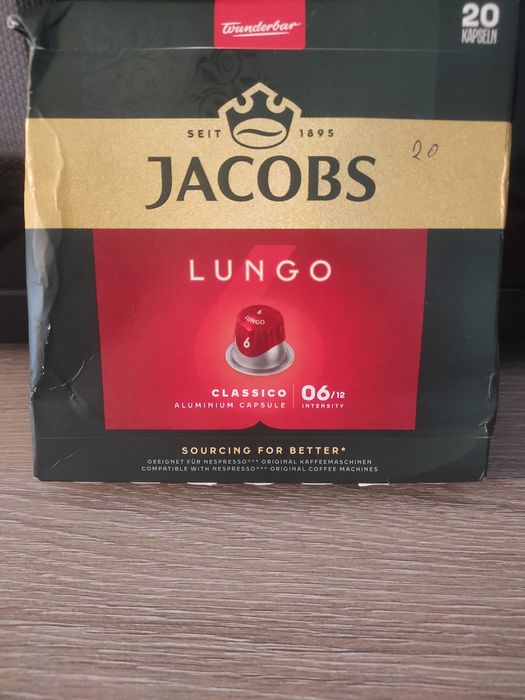 wunderbar
20
KAPSELN
SEIT 1895
JACOBS
20
LUNGO
6
LUNGO
6
CLASSICO
ALUMINIUM CAPSULE
06/12
INTENSITY
SOURCING FOR BETTER*
GEEIGNET FÜR NESPRESSO®** ORIGINAL KAFFEEMASCHINEN
COMPATIBLE WITH NESPRESSO®** ORIGINAL COFFEE MACHINES